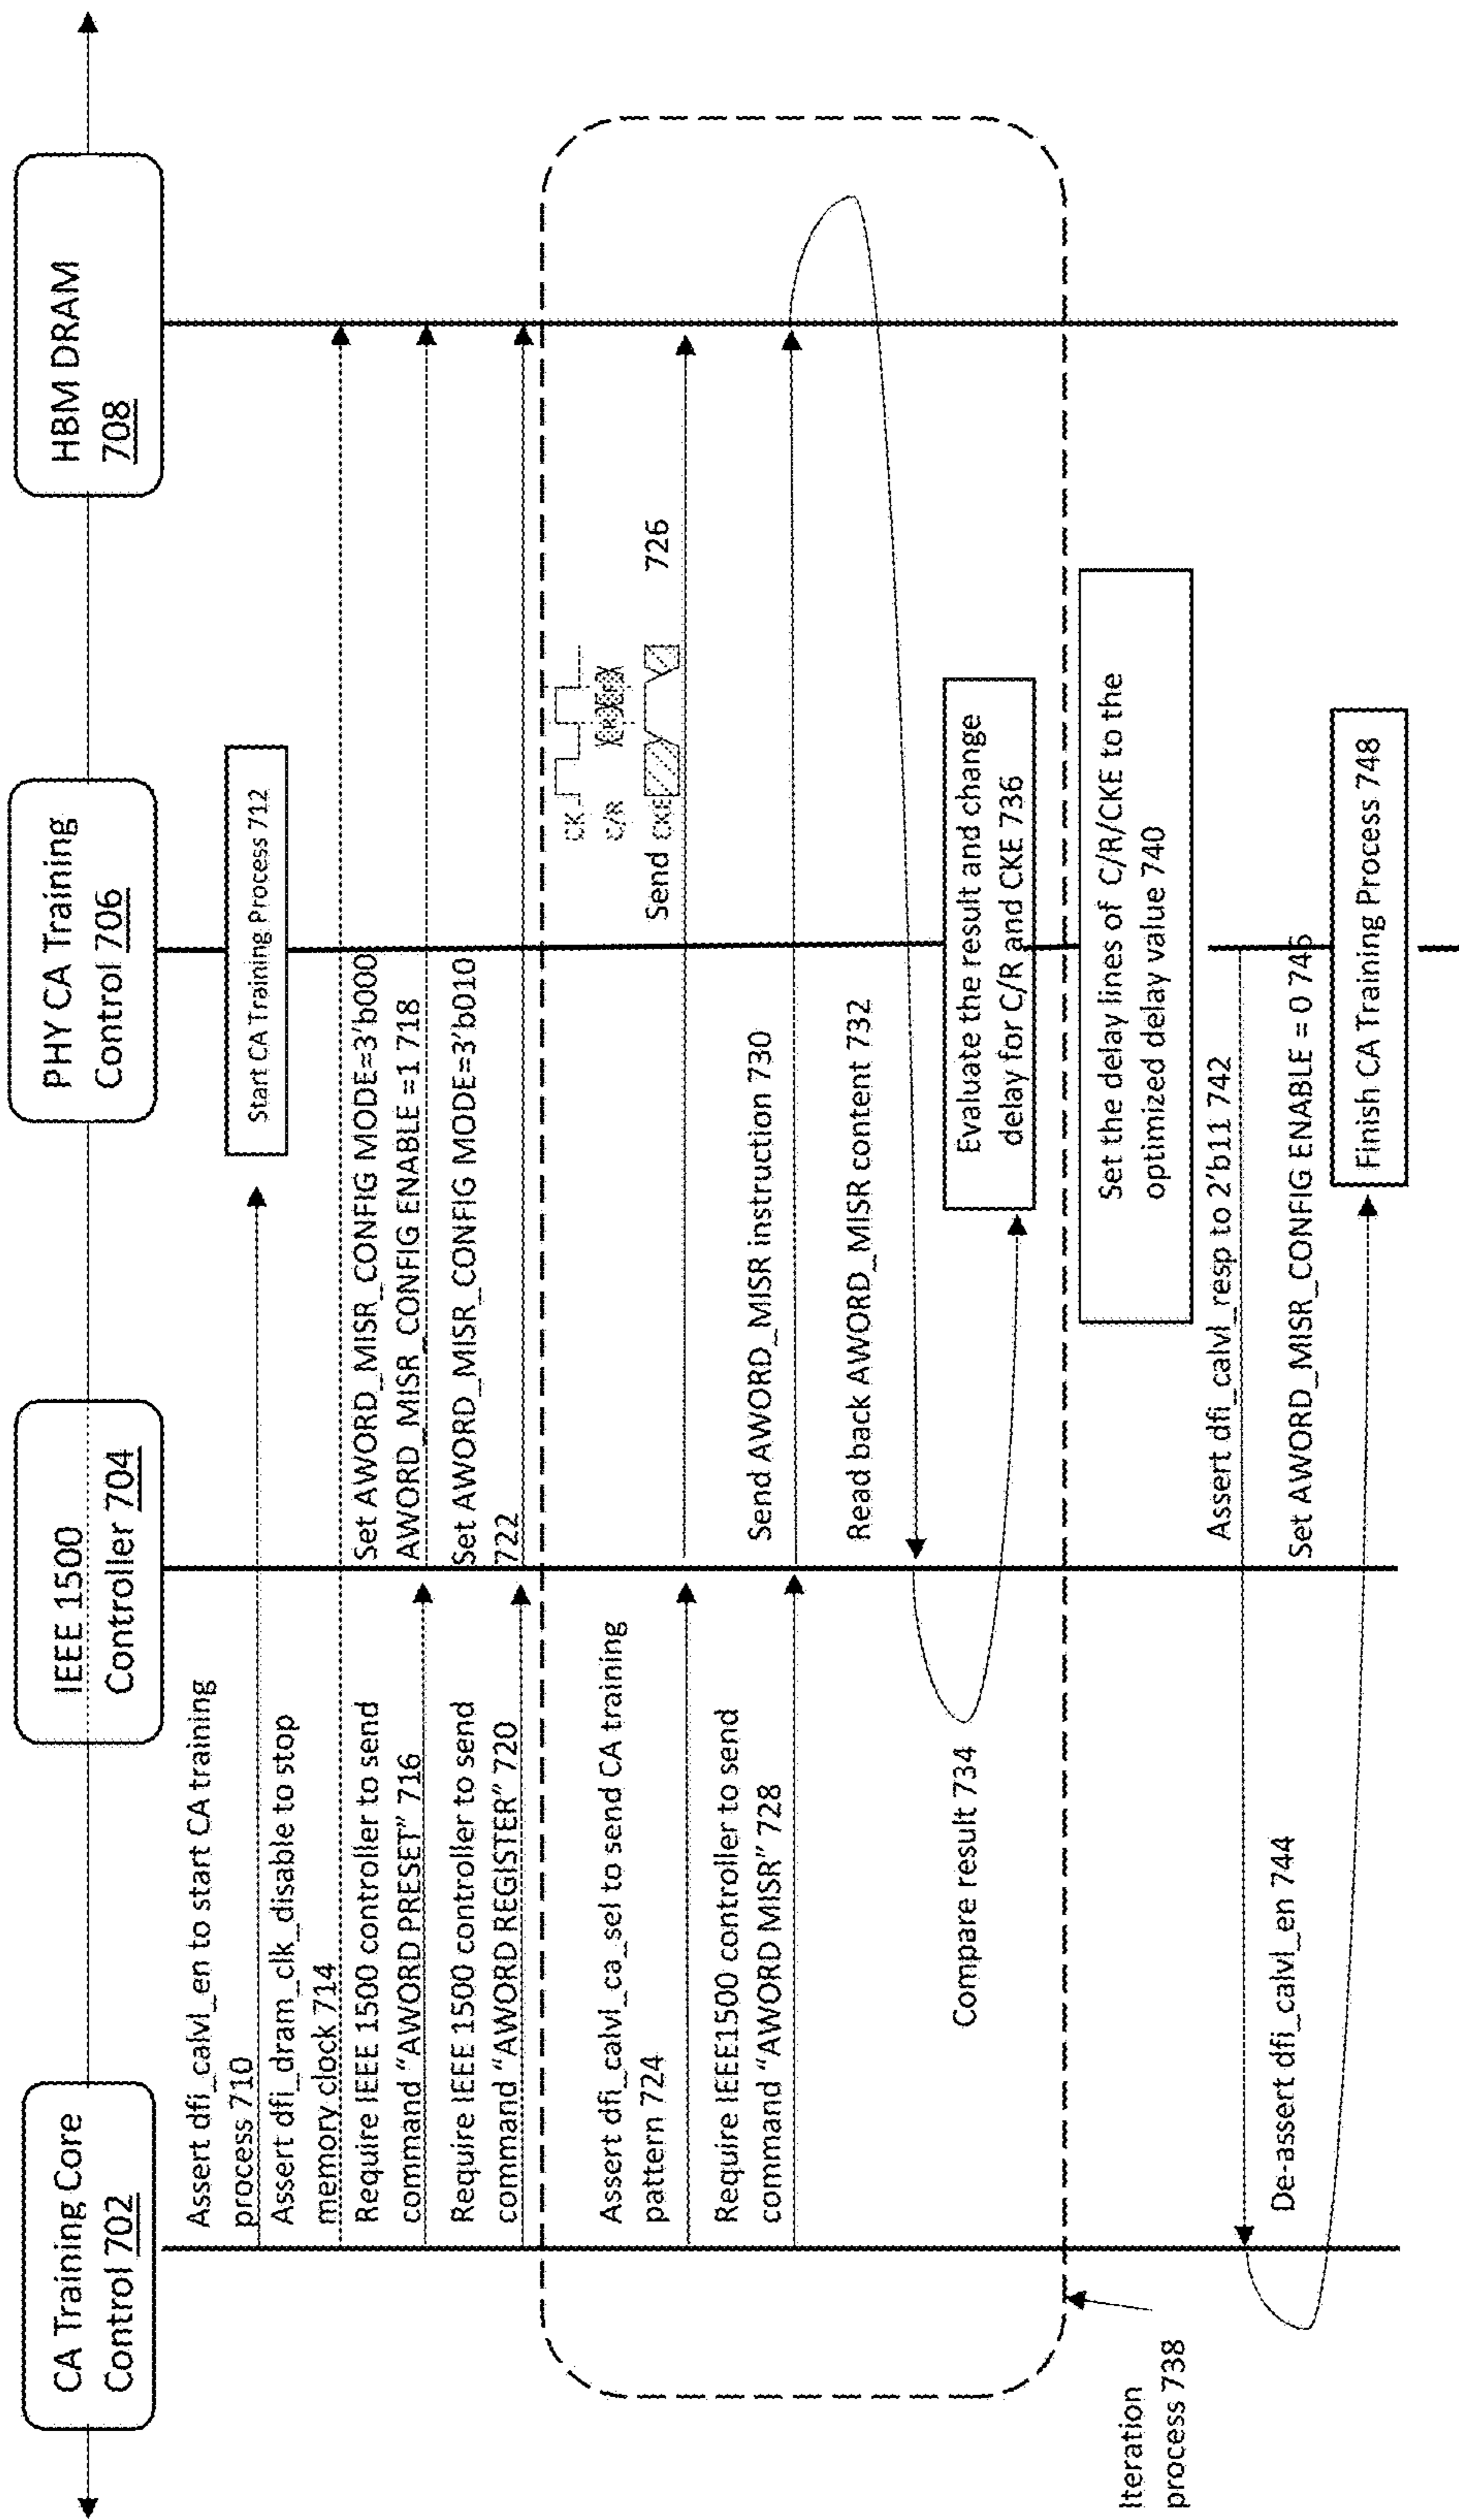 CA Training Core
Control 702
IEEE 1500
Controller 704
PHY CA Training
Control 706
HBM DRAM
708
Assert dfi_calvl_en to start CA training
process 710
Start CA Training Process 712
Assert dfi_dram_clk_disable to stop
memory clock 714
Require IEEE 1500 controller to send
command "AWORD PRESET" 716
Set AWORD_MISR_CONFIG MODE=3'b000
AWORD_MISR_CONFIG ENABLE =1 718
Require IEEE 1500 controller to send
command "AWORD REGISTER" 720
Set AWORD_MISR_CONFIG MODE=3'b010
722
Assert dfi_calvl_ca_sel to send CA training
pattern 724
CK
C/R
Send CKE
726
Require IEEE1500 controller to send
command "AWORD MISR" 728
Send AWORD_MISR instruction 730
Read back AWORD_MISR content 732
Compare result 734
Evaluate the result and change
delay for C/R and CKE 736
Iteration
process 738
Set the delay lines of C/R/CKE to the
optimized delay value 740
Assert dfi_calvl_resp to 2'b11 742
De-assert dfi_calvl_en 744
Set AWORD_MISR_CONFIG ENABLE = 0 746
Finish CA Training Process 748